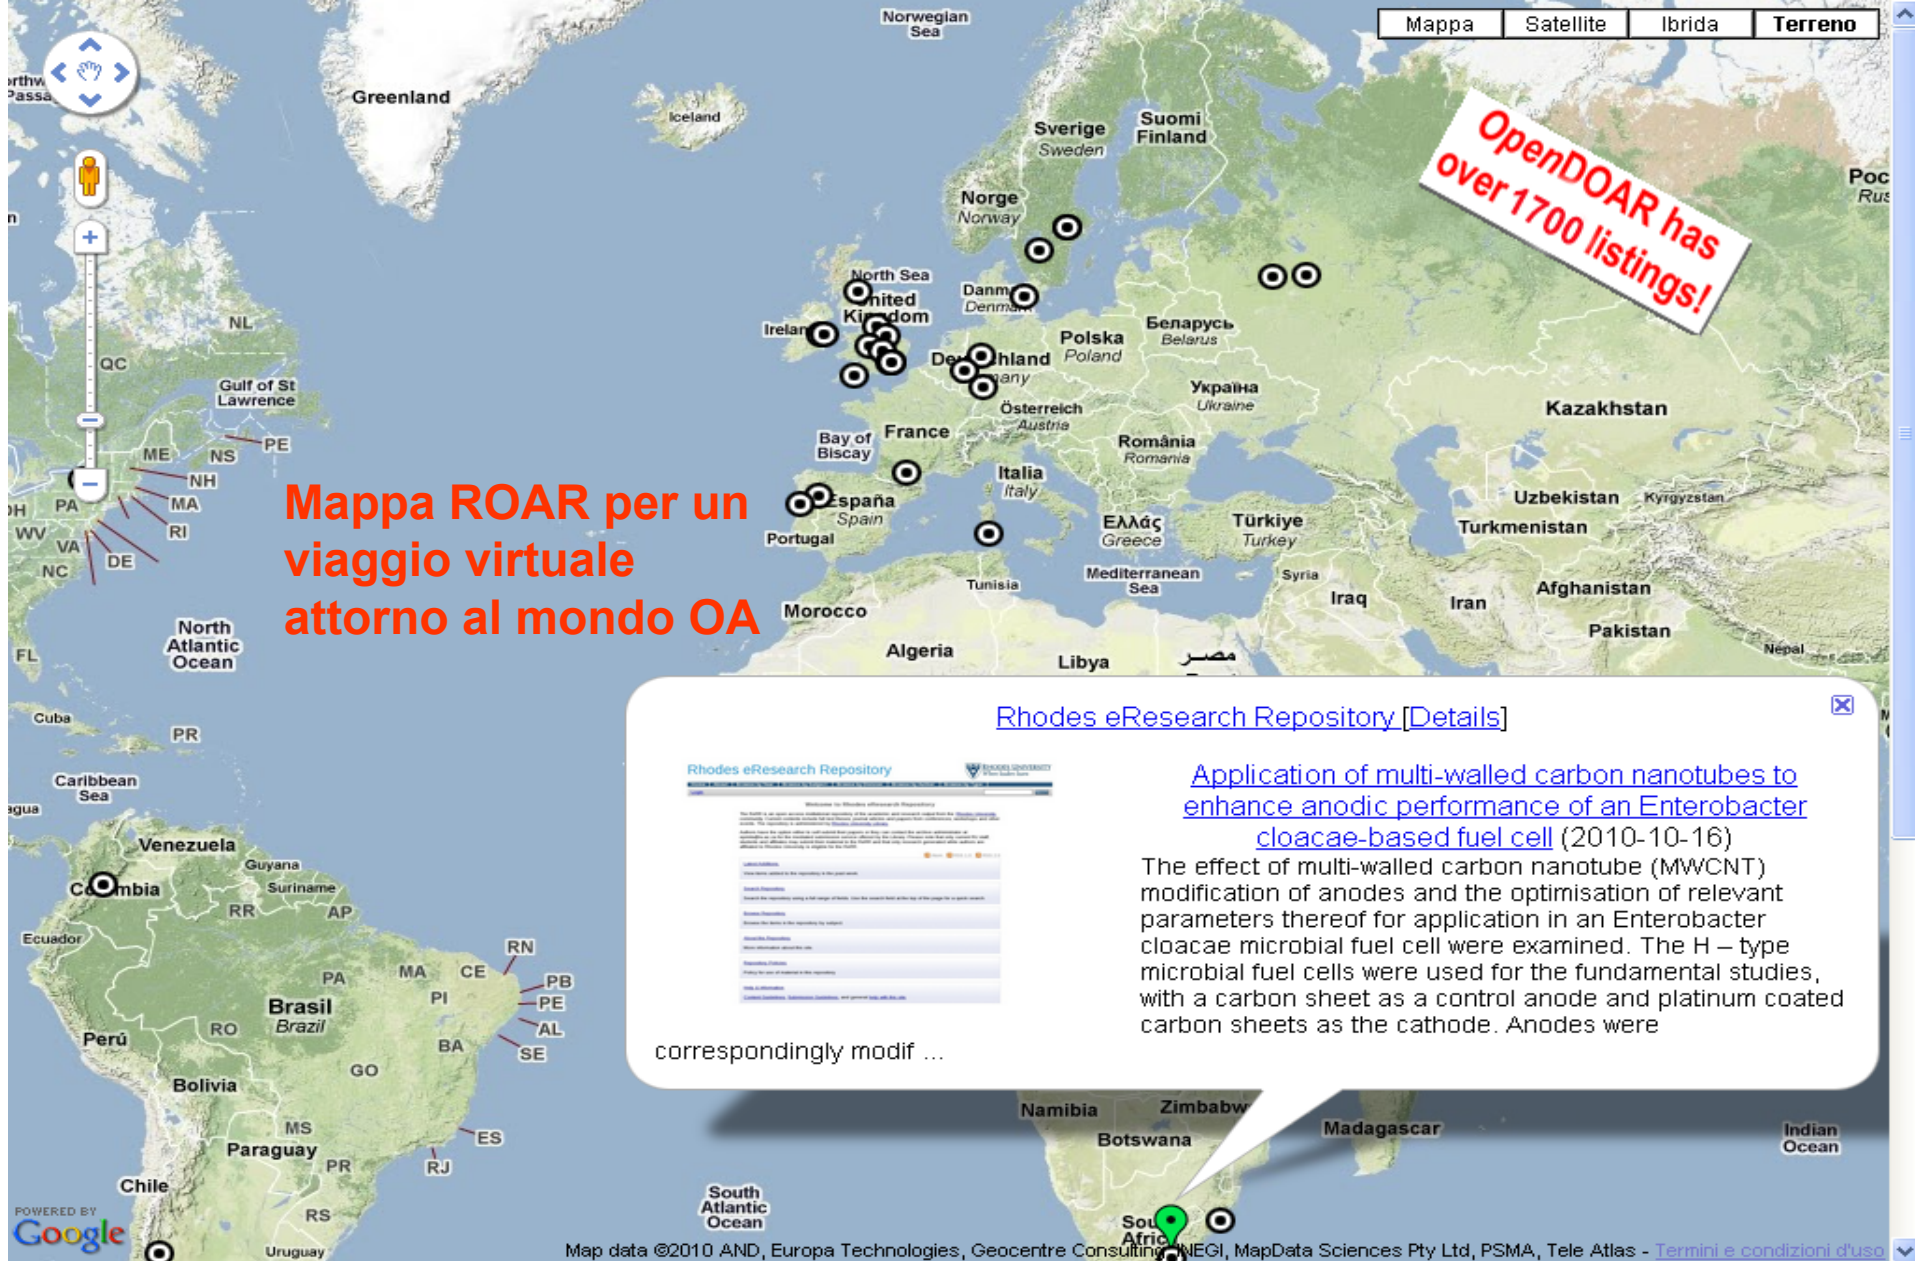 Norwegian
Sea
Mappa
Satellite
Ibrida
Terreno
Greenland
Iceland
Sverige
Sweden
Suomi
Finland
OpenDOAR has
over 1700 listings!
Norge
Norway
North Sea
United
Kingdom
Denmark
Polska
Poland
Беларусь
Belarus
NL
QC
Gulf of St
Lawrence
Україна
Ukraine
Österreich
Austria
Kazakhstan
PE
ME
NS
Bay of
Biscay
France
România
Romania
NH
Italia
Italy
PA
MA
España
Spain
Uzbekistan
Kyrgyzstan
WV
VA
RI
Mappa ROAR per un
viaggio virtuale
attorno al mondo OA
Portugal
Ελλάς
Greece
Türkiye
Turkey
Turkmenistan
NC
DE
Tunisia
Mediterranean
Sea
Syria
Iraq
Iran
Afghanistan
Morocco
Pakistan
North
Atlantic
Ocean
FL
Algeria
Libya
مصر
Nepal
Cuba
PR
Rhodes eResearch Repository [Details]
Rhodes eResearch Repository
RHODES UNIVERSITY
Welcome to Rhodes eResearch Repository
Application of multi-walled carbon nanotubes to
enhance anodic performance of an Enterobacter
cloacae-based fuel cell (2010-10-16)
The effect of multi-walled carbon nanotube (MWCNT)
modification of anodes and the optimisation of relevant
parameters thereof for application in an Enterobacter
cloacae microbial fuel cell were examined. The H – type
microbial fuel cells were used for the fundamental studies,
with a carbon sheet as a control anode and platinum coated
carbon sheets as the cathode. Anodes were
correspondingly modif ...
Caribbean
Sea
Venezuela
Guyana
Suriname
RR
AP
Ecuador
RN
PA
MA
CE
PB
PI
PE
Brasil
Brazil
RO
AL
Perú
BA
SE
GO
Bolivia
MS
ES
Paraguay
PR
RJ
Chile
RS
Uruguay
Namibia
Zimbabw
Botswana
Madagascar
Indian
Ocean
South
Atlantic
Ocean
POWERED BY
Google
Map data ©2010 AND, Europa Technologies, Geocentre Consulting, INEGI, MapData Sciences Pty Ltd, PSMA, Tele Atlas - Termini e condizioni d'uso